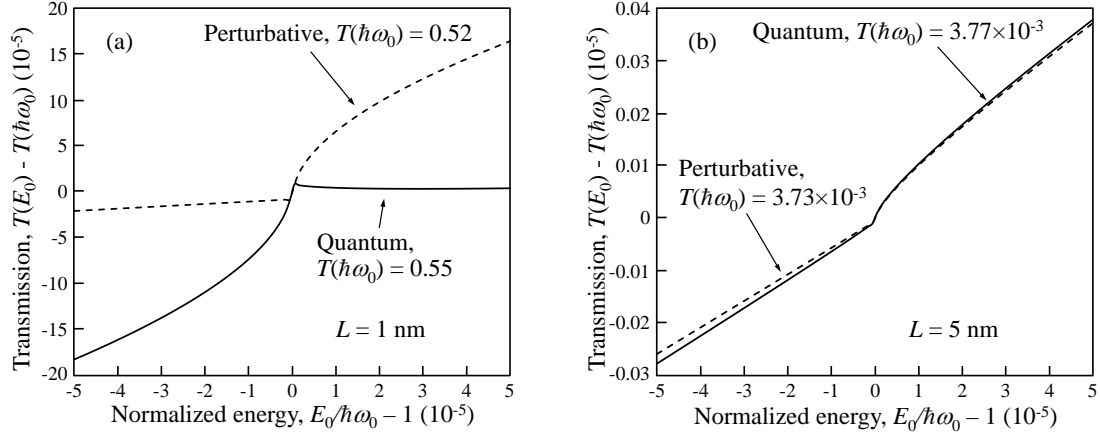 (a)
Perturbative, T(ℏω₀) = 0.52
Quantum,
T(ℏω₀) = 0.55
L = 1 nm
Transmission, T(E₀) - T(ℏω₀) (10⁻⁵)
20
15
10
5
0
-5
-10
-15
-20
-5 -4 -3 -2 -1 0 1 2 3 4 5
Normalized energy, E₀/ℏω₀ – 1 (10⁻⁵)
(b)
Quantum, T(ℏω₀) = 3.77×10⁻³
Perturbative,
T(ℏω₀) = 3.73×10⁻³
L = 5 nm
Transmission, T(E₀) - T(ℏω₀) (10⁻⁵)
0.04
0.03
0.02
0.01
0
-0.01
-0.02
-0.03
-5 -4 -3 -2 -1 0 1 2 3 4 5
Normalized energy, E₀/ℏω₀ – 1 (10⁻⁵)